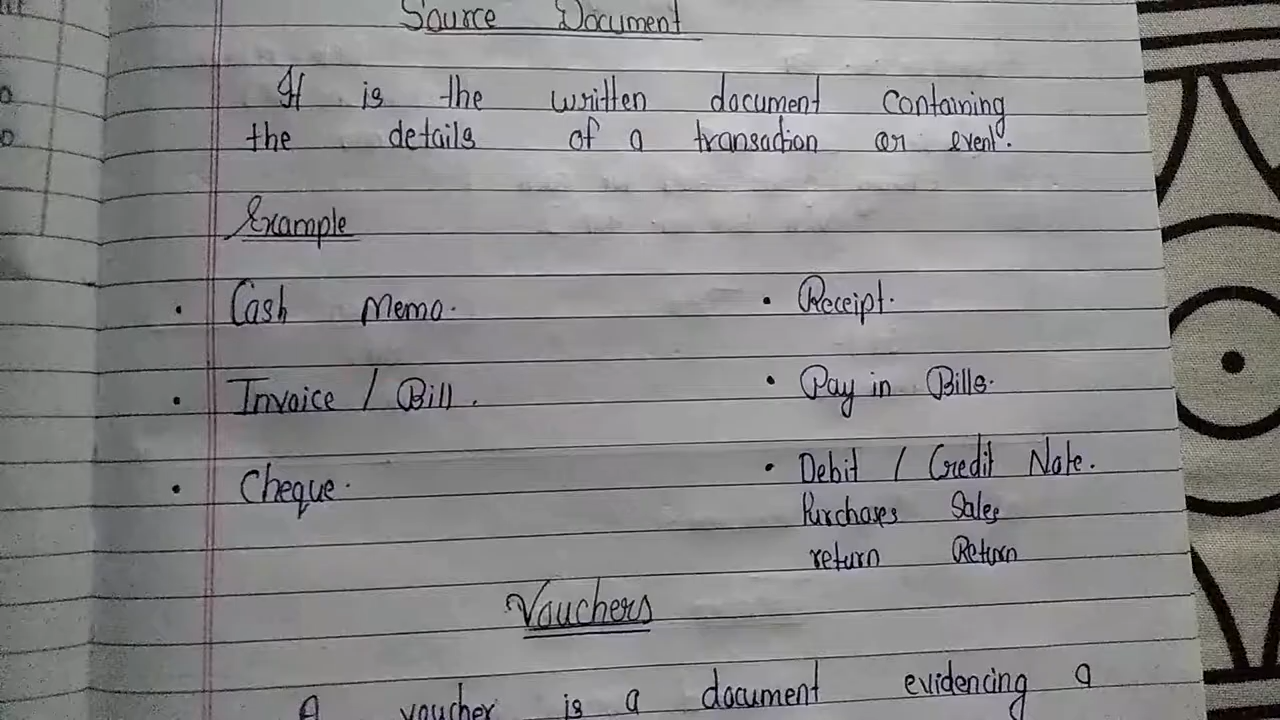 Source Document
It is the written document containing
the details of a transaction or event.
Example
• Cash Memo.
• Receipt.
• Invoice / Bill.
• Pay in Bills.
• Cheque.
• Debit / Credit Note.
Purchases Sales
return Return
Vouchers
A voucher is a document evidencing a